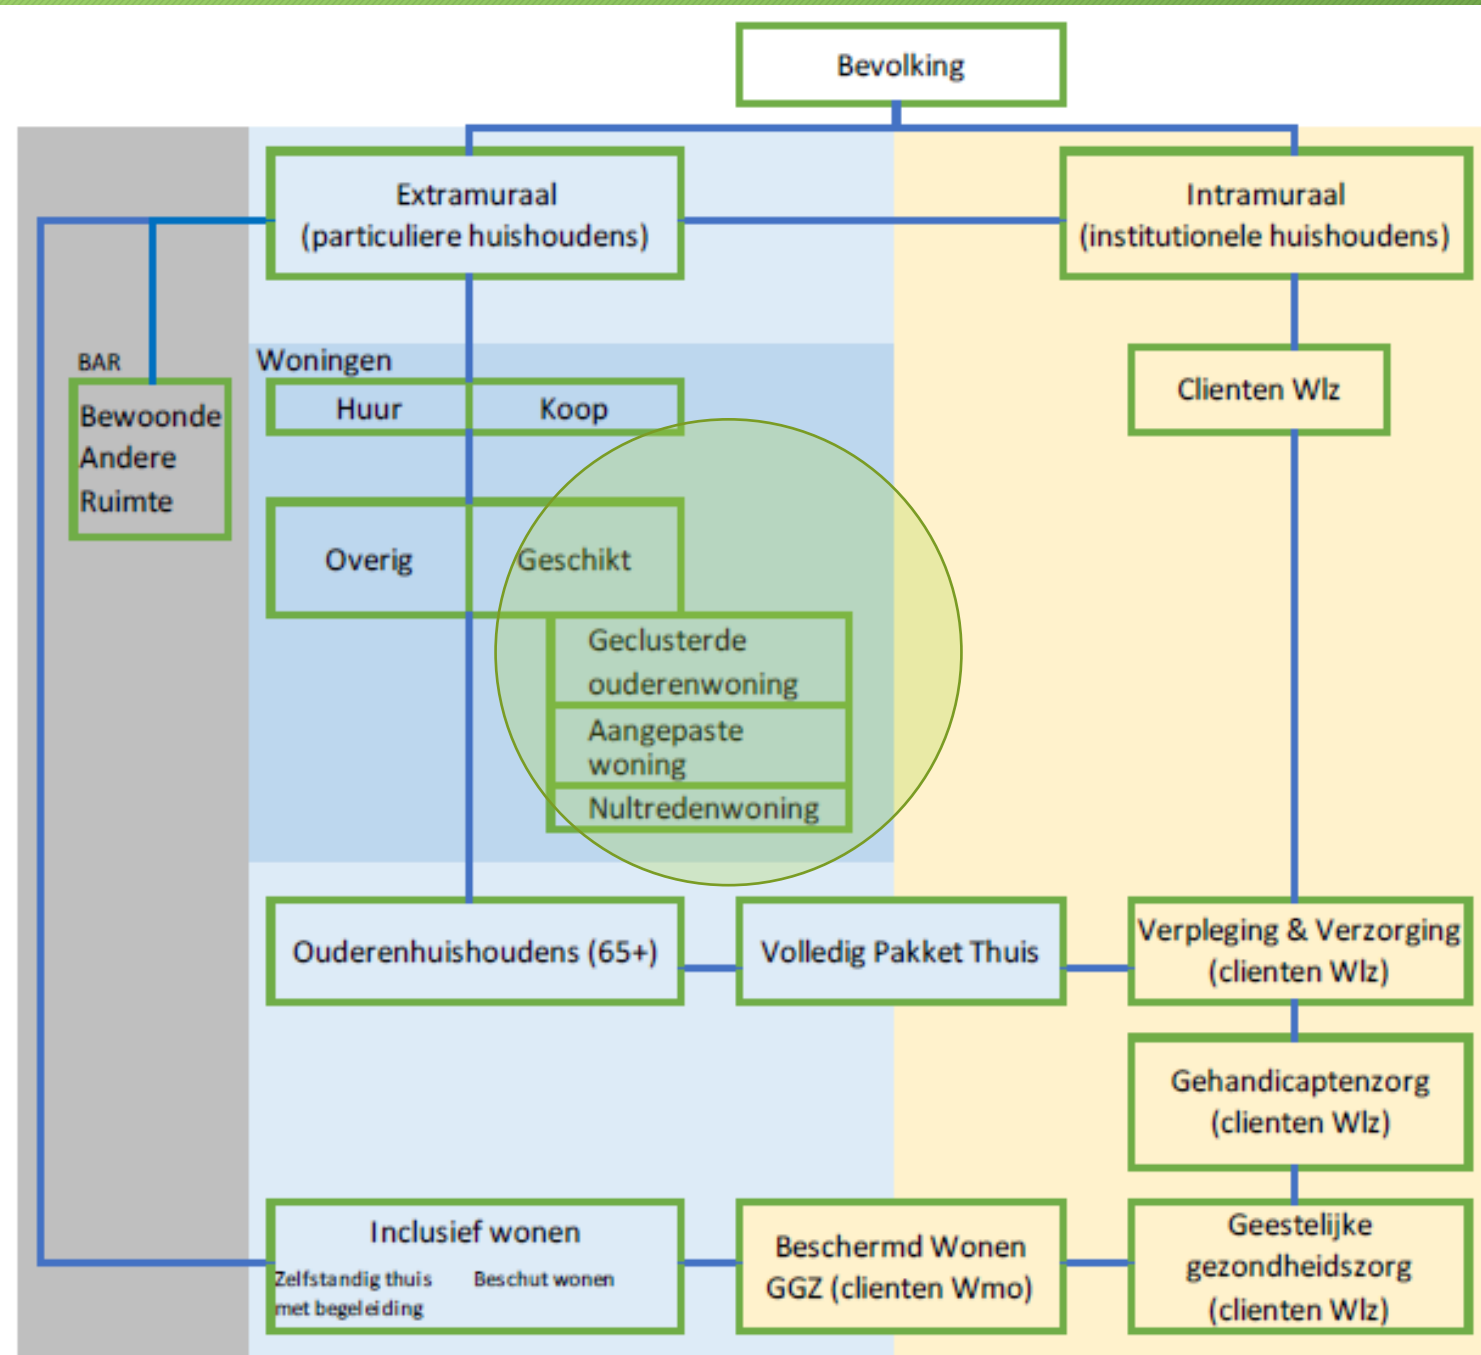 Bevolking
Extramuraal
(particuliere huishoudens)
Intramuraal
(institutionele huishoudens)
BAR
Bewoonde
Andere
Ruimte
Woningen
Huur
Koop
Clienten Wlz
Overig
Geschikt
Geclusterde
ouderenwoning
Aangepaste
woning
Nultredenwoning
Ouderenhuishoudens (65+)
Volledig Pakket Thuis
Verpleging & Verzorging
(clienten Wlz)
Gehandicaptenzorg
(clienten Wlz)
Inclusief wonen
Zelfstandig thuis
met begeleiding
Beschut wonen
Beschermd Wonen
GGZ (clienten Wmo)
Geestelijke
gezondheidszorg
(clienten Wlz)